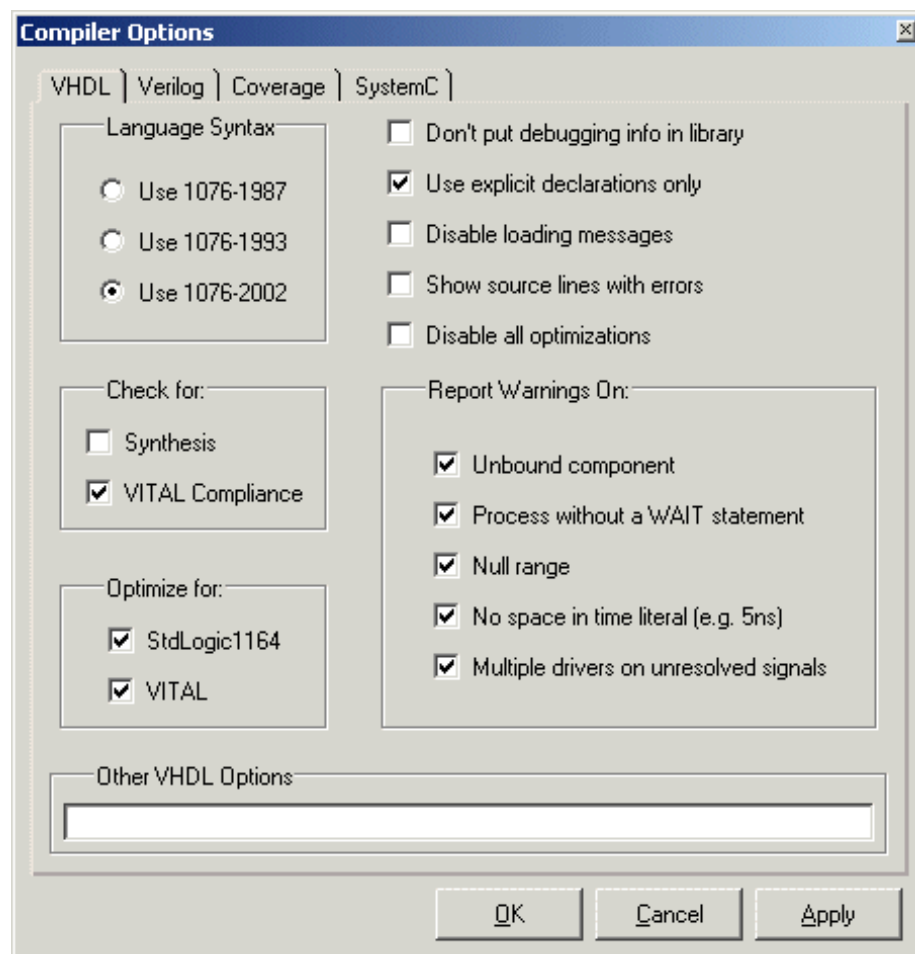 Compiler Options
VHDL Verilog Coverage SystemC
Language Syntax
Use 1076-1987
Use 1076-1993
Use 1076-2002
Don't put debugging info in library
Use explicit declarations only
Disable loading messages
Show source lines with errors
Disable all optimizations
Check for:
Synthesis
VITAL Compliance
Report Warnings On:
Unbound component
Process without a WAIT statement
Null range
No space in time literal (e.g. 5ns)
Multiple drivers on unresolved signals
Optimize for:
StdLogic1164
VITAL
Other VHDL Options
OK Cancel Apply